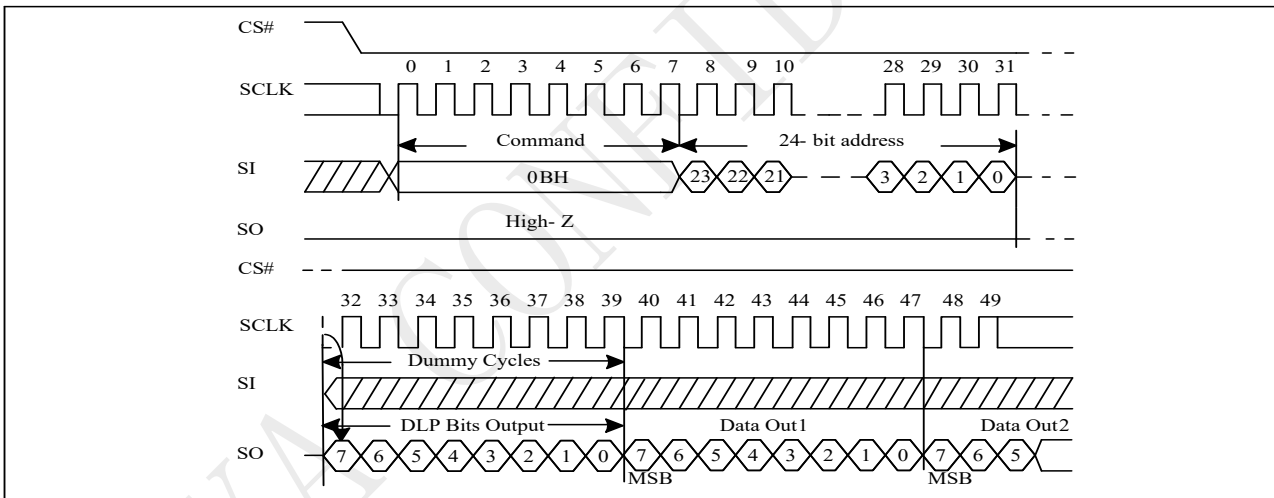 CS#
0 1 2 3 4 5 6 7 8 9 10 28 29 30 31
SCLK
Command 24- bit address
SI 0BH 23 22 21 3 2 1 0
High- Z
SO
CS#
32 33 34 35 36 37 38 39 40 41 42 43 44 45 46 47 48 49
SCLK
Dummy Cycles
SI
DLP Bits Output Data Out1 Data Out2
SO 7 6 5 4 3 2 1 0 7 6 5 4 3 2 1 0 7 6 5
MSB MSB